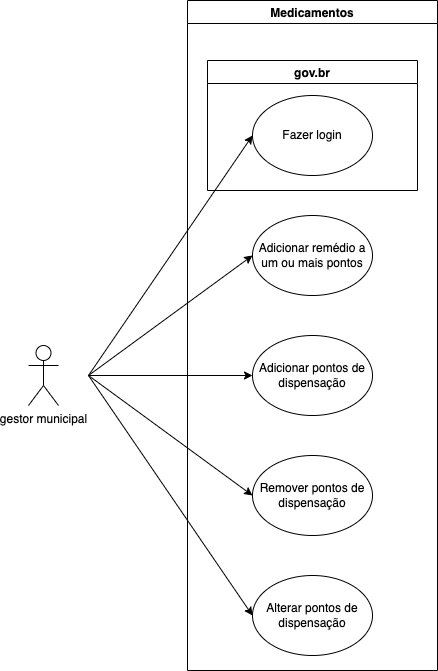 Medicamentos
gov.br
Fazer login
Adicionar remédio a
um ou mais pontos
Adicionar pontos de
dispensação
gestor municipal
Remover pontos de
dispensação
Alterar pontos de
dispensação